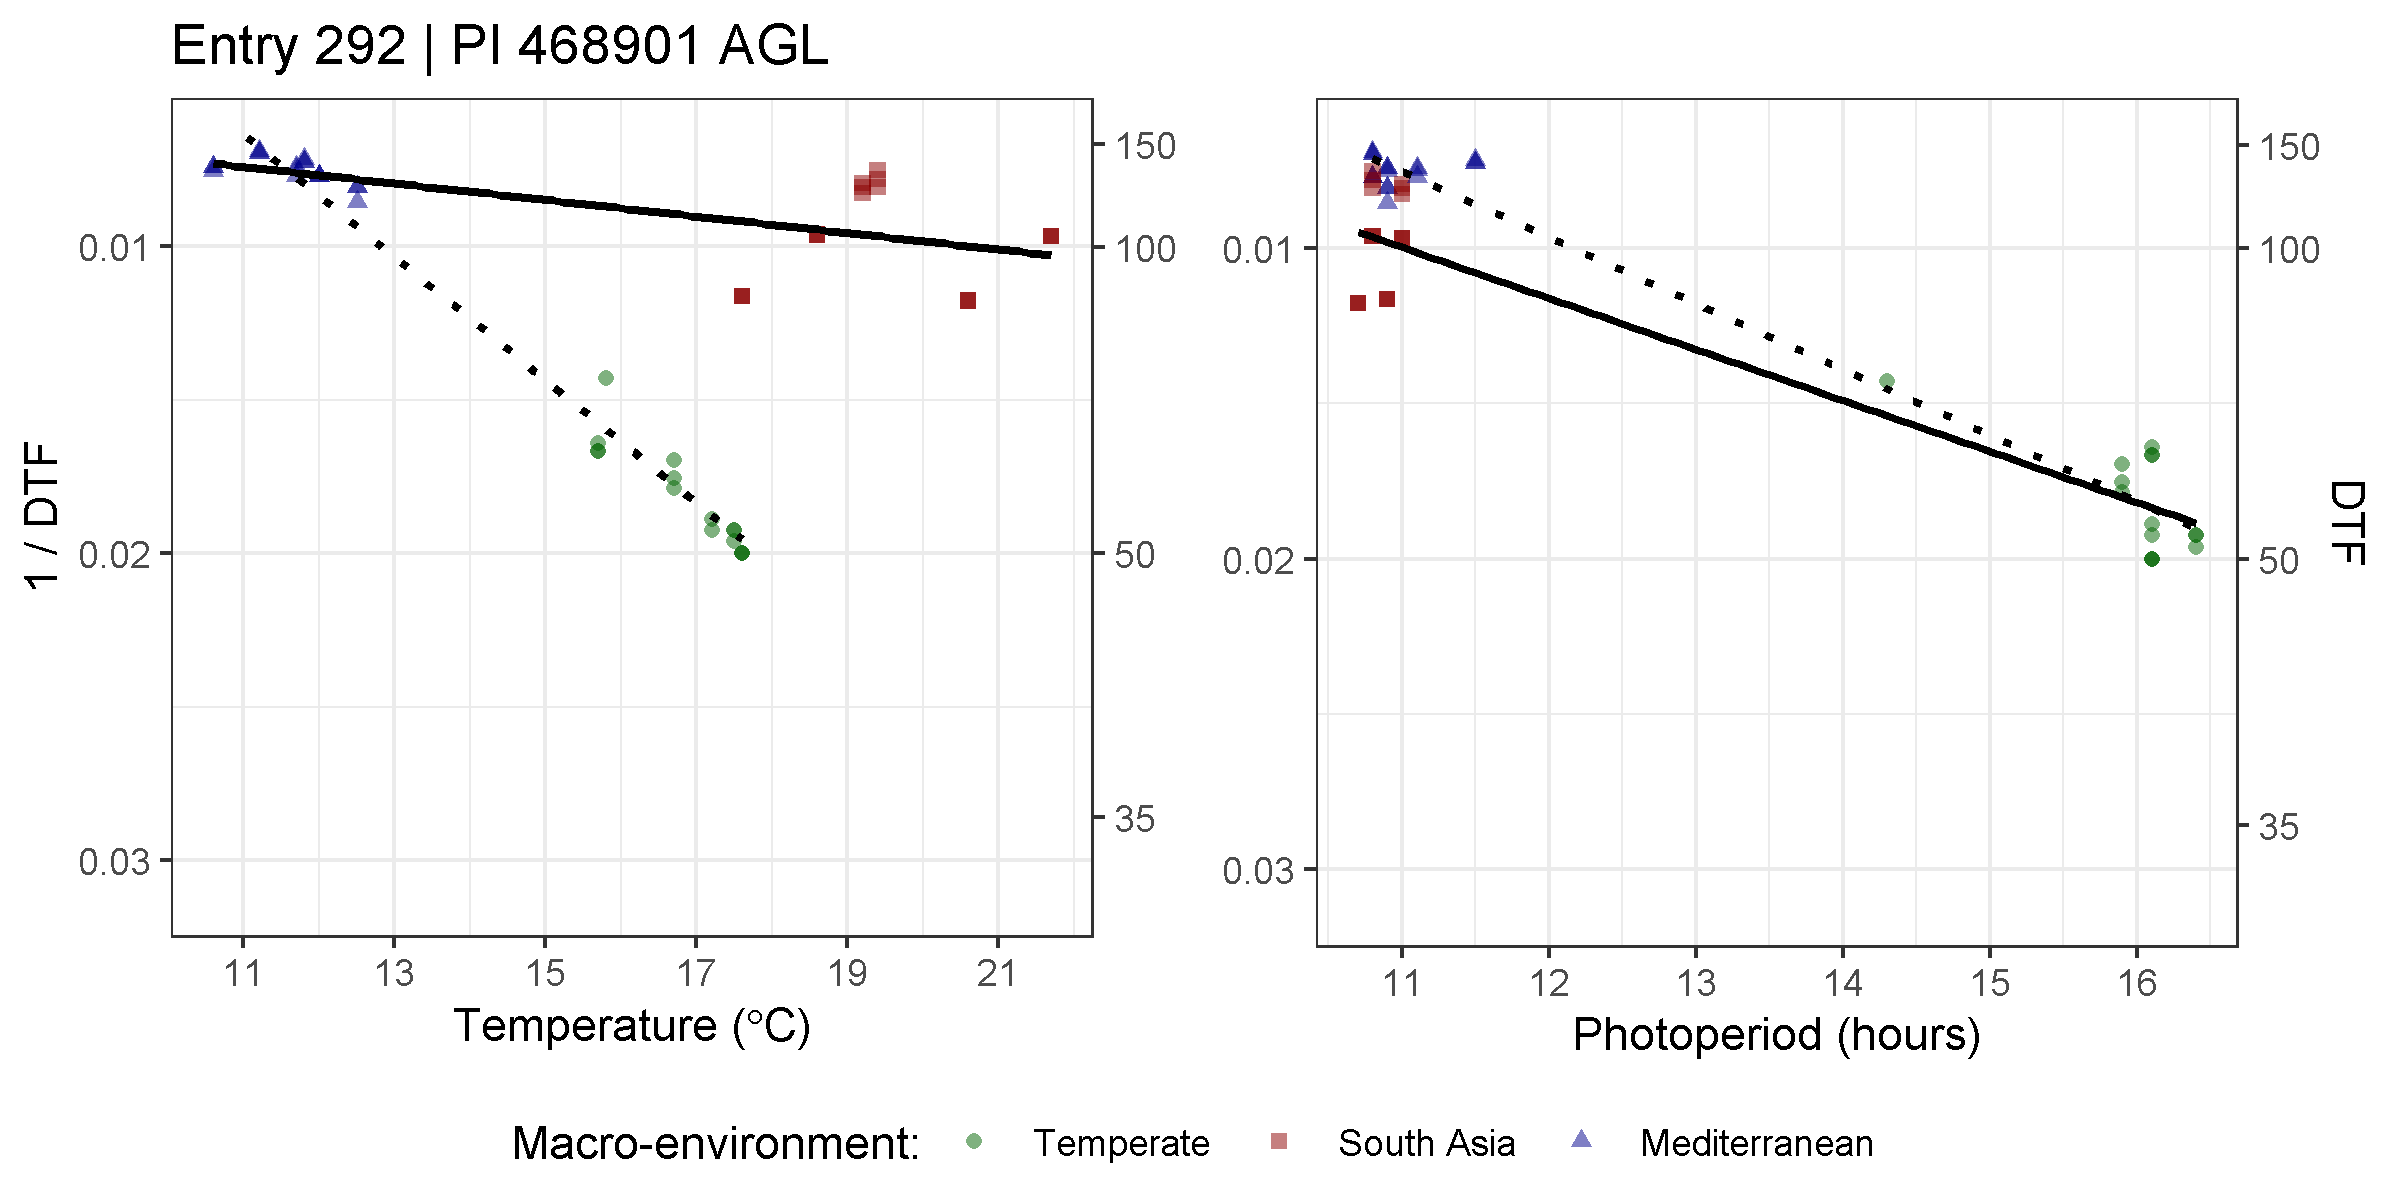 Entry 292 | PI 468901 AGL
1 / DTF
0.01
0.02
0.03
150
100
50
35
11 13 15 17 19 21
Temperature (°C)
0.01
0.02
0.03
150
100
50
35
DTF
11 12 13 14 15 16
Photoperiod (hours)
Macro-environment: Temperate South Asia Mediterranean